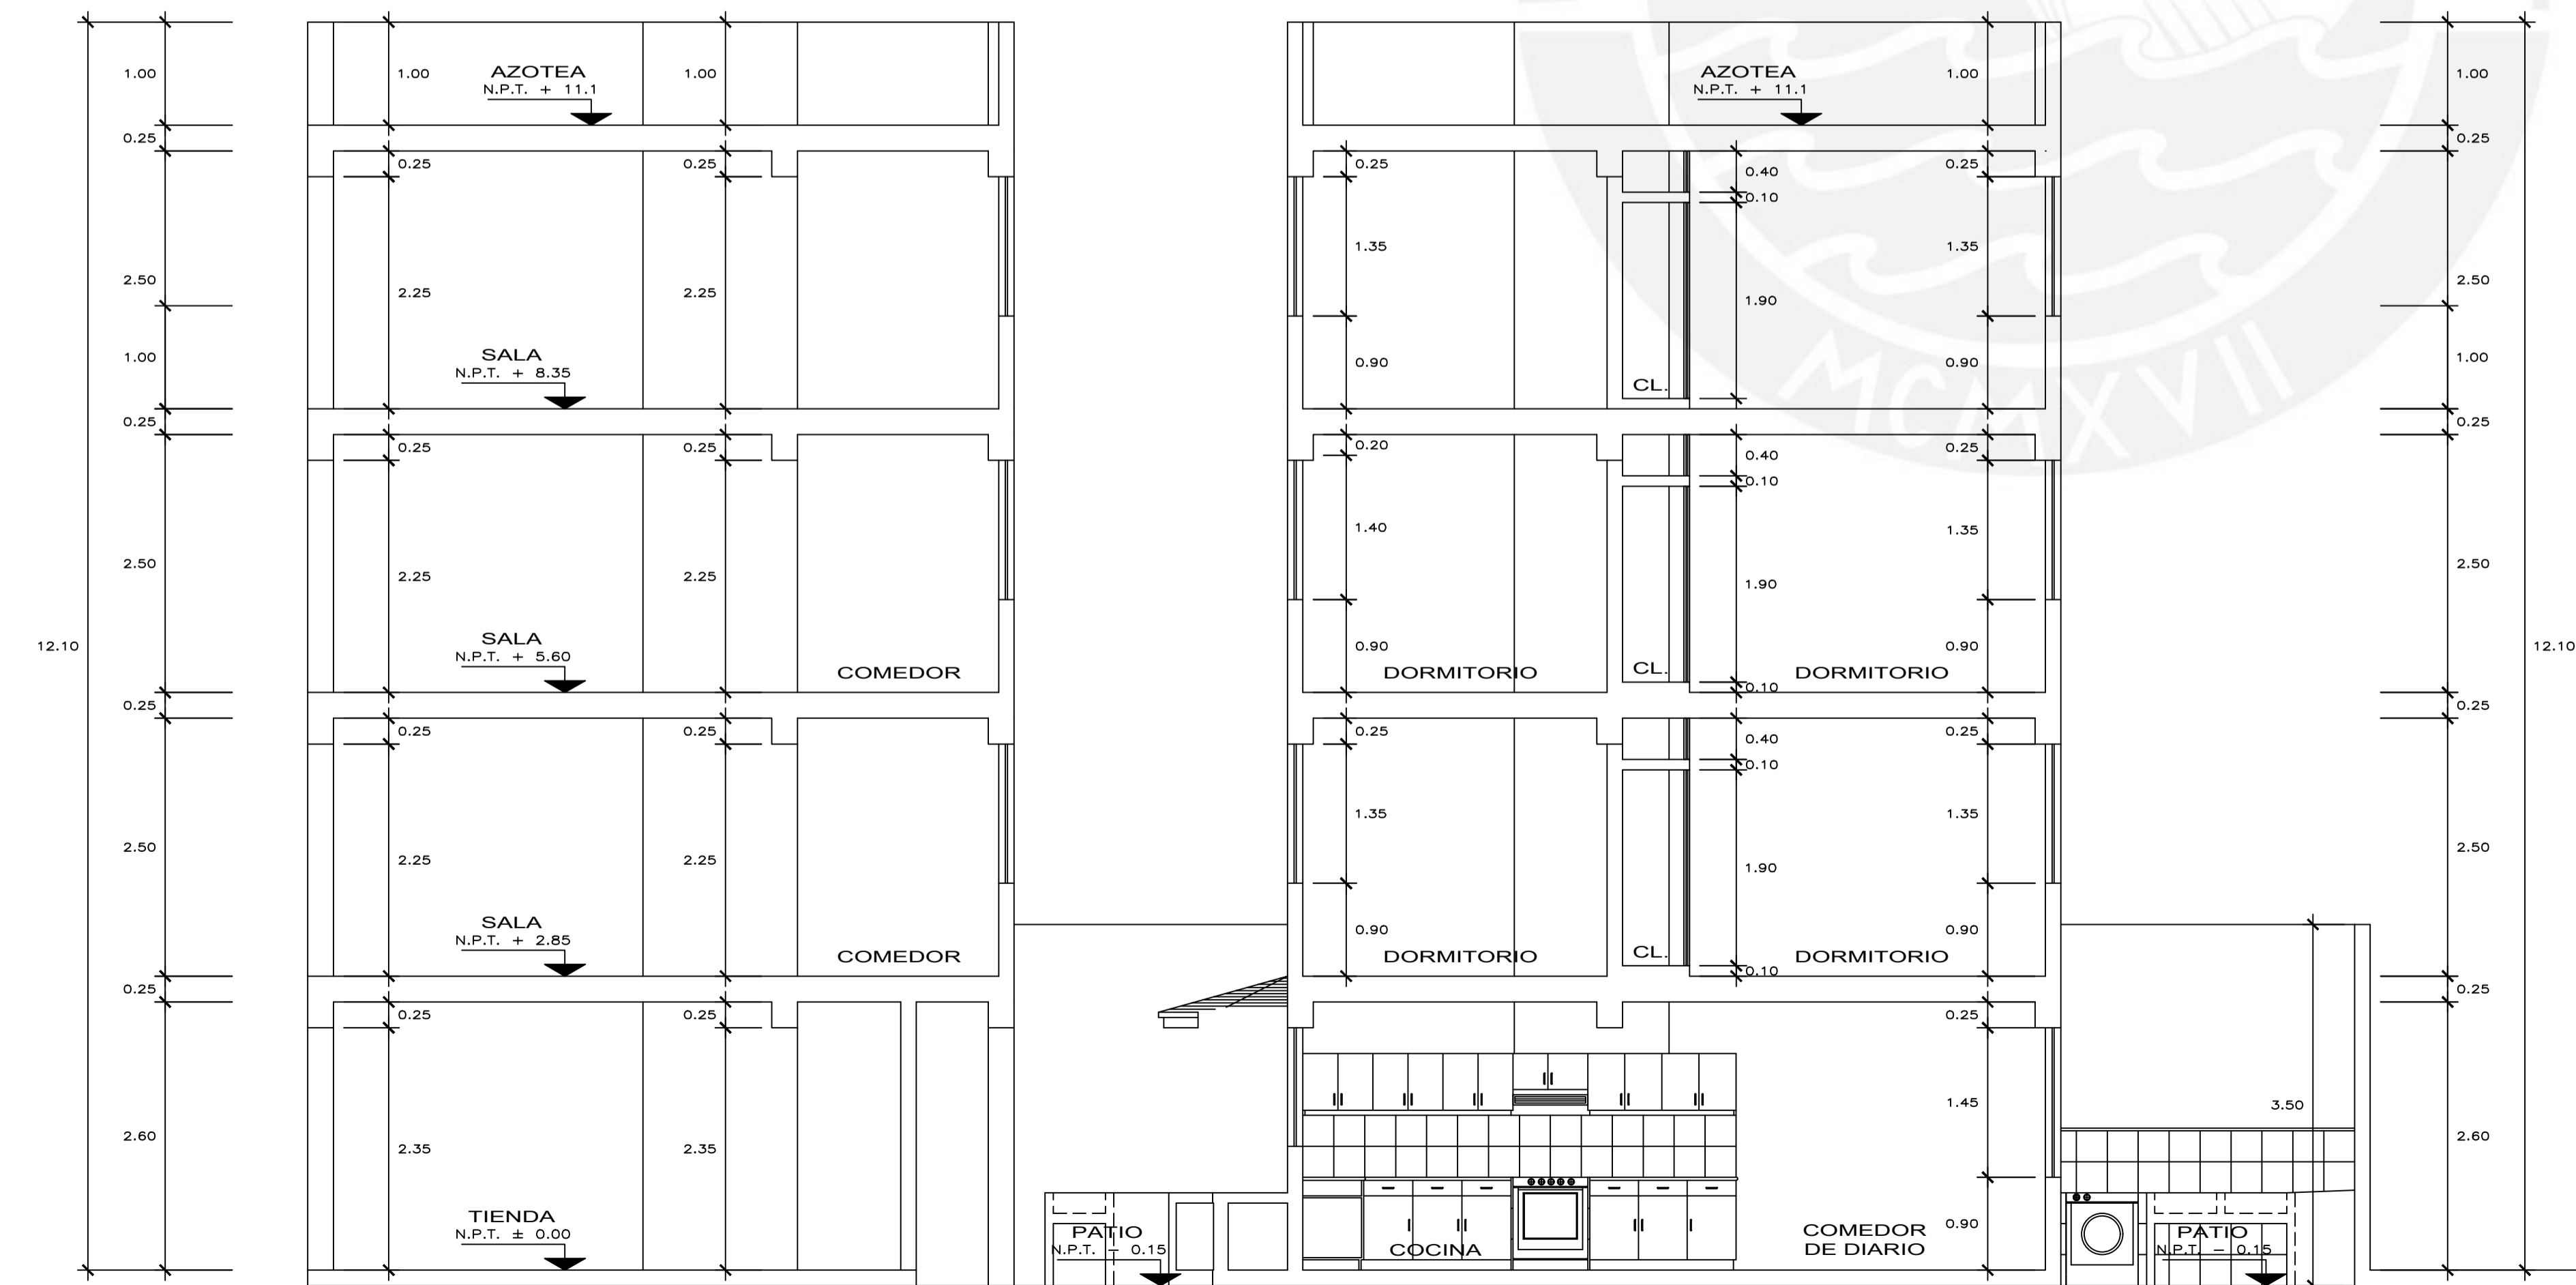 1.00
1.00
AZOTEA
N.P.T. + 11.1
1.00
AZOTEA
N.P.T. + 11.1
1.00
1.00
0.25
0.25
0.25
0.25
0.25
0.40
0.10
0.25
0.25
2.50
2.25
2.25
1.35
1.90
1.35
2.50
1.00
SALA
N.P.T. + 8.35
0.90
CL.
0.90
1.00
0.25
0.25
0.25
0.25
0.20
0.40
0.10
0.25
2.50
2.25
2.25
1.40
1.90
1.35
2.50
12.10
SALA
N.P.T. + 5.60
COMEDOR
0.90
DORMITORIO
CL.
0.10
DORMITORIO
0.90
12.10
0.25
0.25
0.25
0.25
0.25
0.40
0.10
0.25
2.50
2.25
2.25
1.35
1.90
1.35
2.50
SALA
N.P.T. + 2.85
COMEDOR
0.90
DORMITORIO
CL.
0.10
DORMITORIO
0.90
0.25
0.25
0.25
0.25
0.25
2.60
2.35
2.35
1.45
3.50
2.60
TIENDA
N.P.T. ± 0.00
PATIO
N.P.T. – 0.15
COCINA
COMEDOR
DE DIARIO
0.90
PATIO
N.P.T. – 0.15
MCMXVII